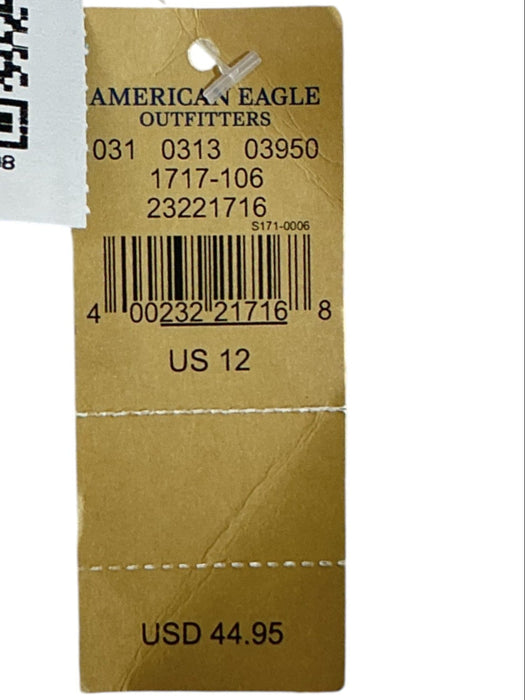 AMERICAN EAGLE
OUTFITTERS
031 0313 03950
1717-106
23221716
S171-0006
4 00232 21716 8
US 12
USD 44.95